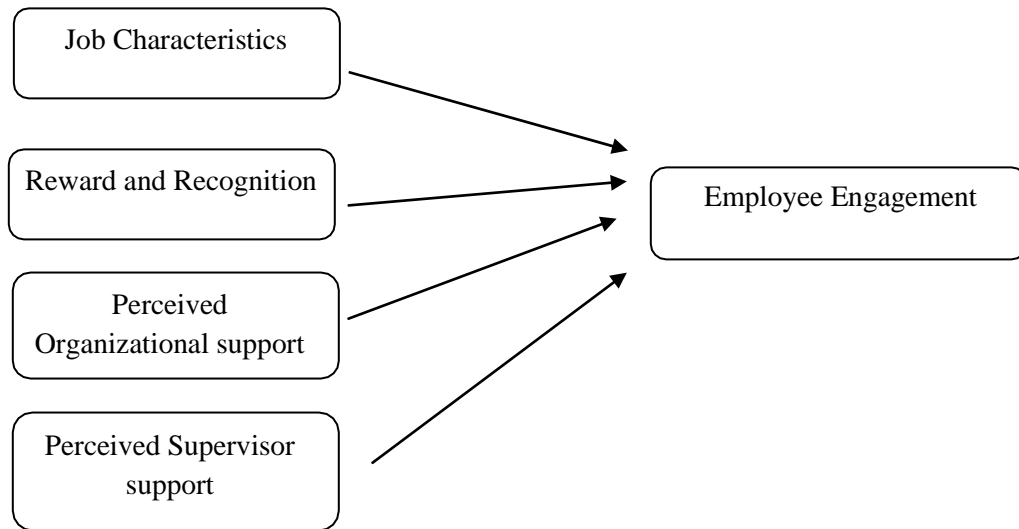 Job Characteristics
Reward and Recognition
Employee Engagement
Perceived
Organizational support
Perceived Supervisor
support